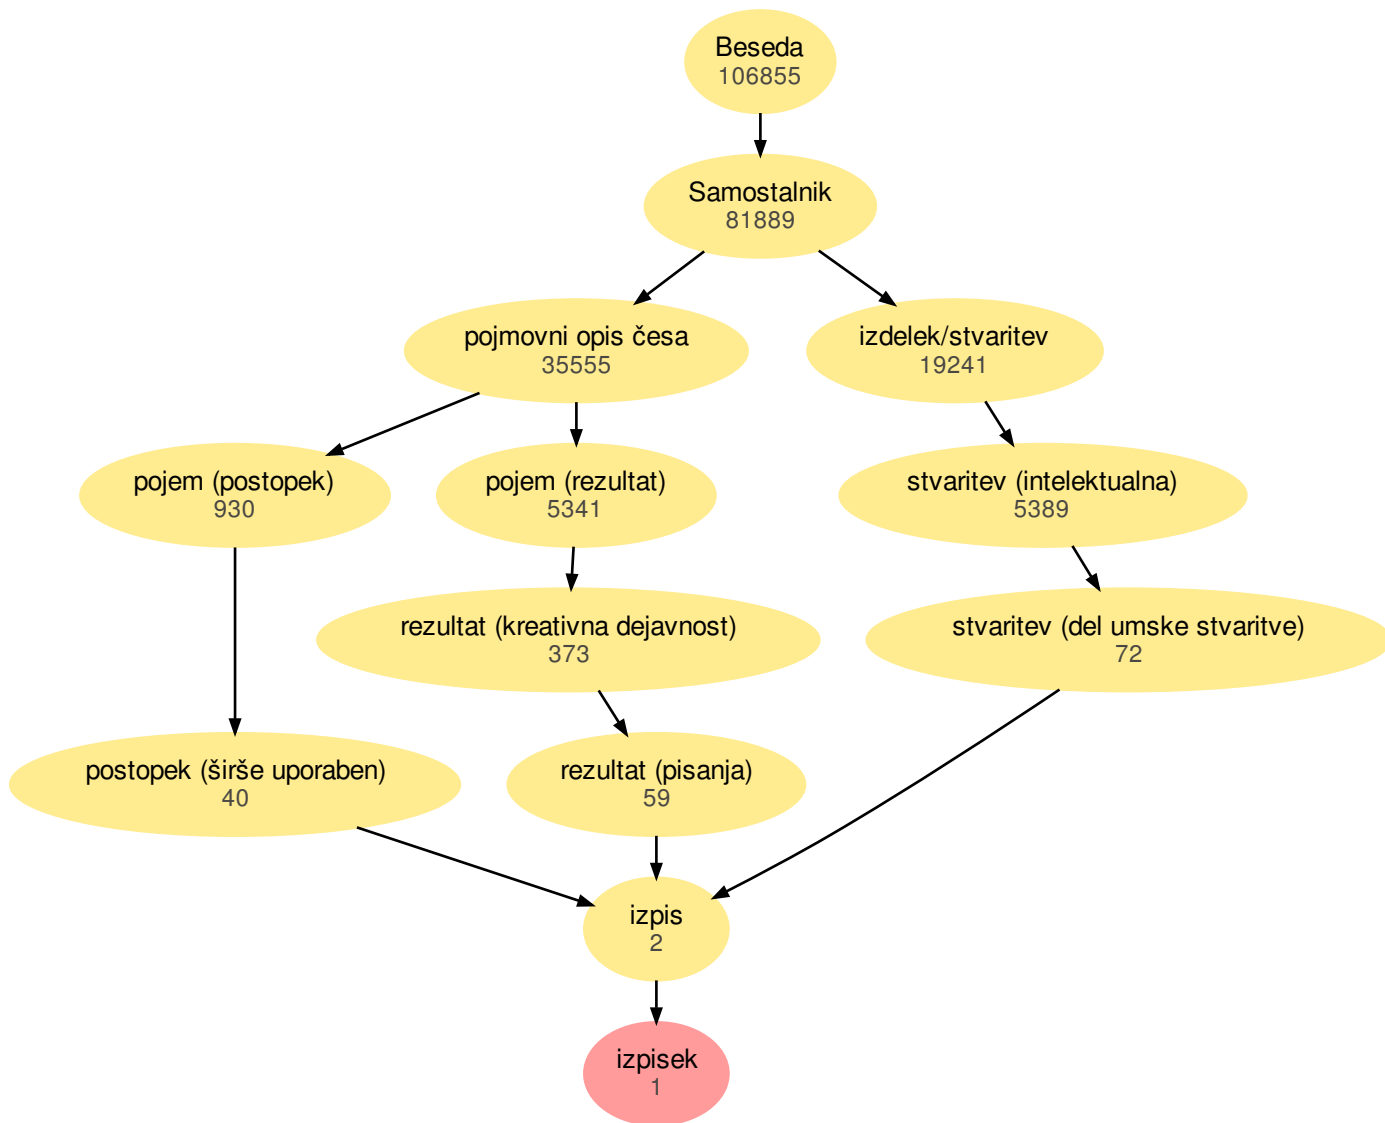 Beseda
106855
Samostalnik
81889
pojmovni opis česa
35555
izdelek/stvaritev
19241
pojem (postopek)
930
pojem (rezultat)
5341
stvaritev (intelektualna)
5389
rezultat (kreativna dejavnost)
373
stvaritev (del umske stvaritve)
72
postopek (širše uporaben)
40
rezultat (pisanja)
59
izpis
2
izpisek
1